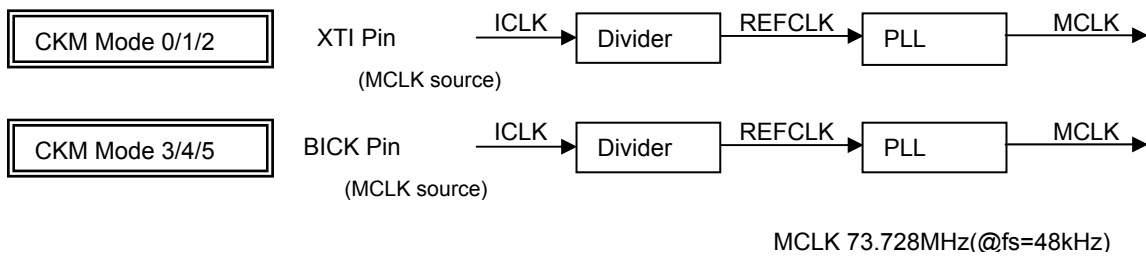 CKM Mode 0/1/2 XTI Pin ICLK Divider REFCLK PLL MCLK
(MCLK source)
CKM Mode 3/4/5 BICK Pin ICLK Divider REFCLK PLL MCLK
(MCLK source)
MCLK 73.728MHz(@fs=48kHz)